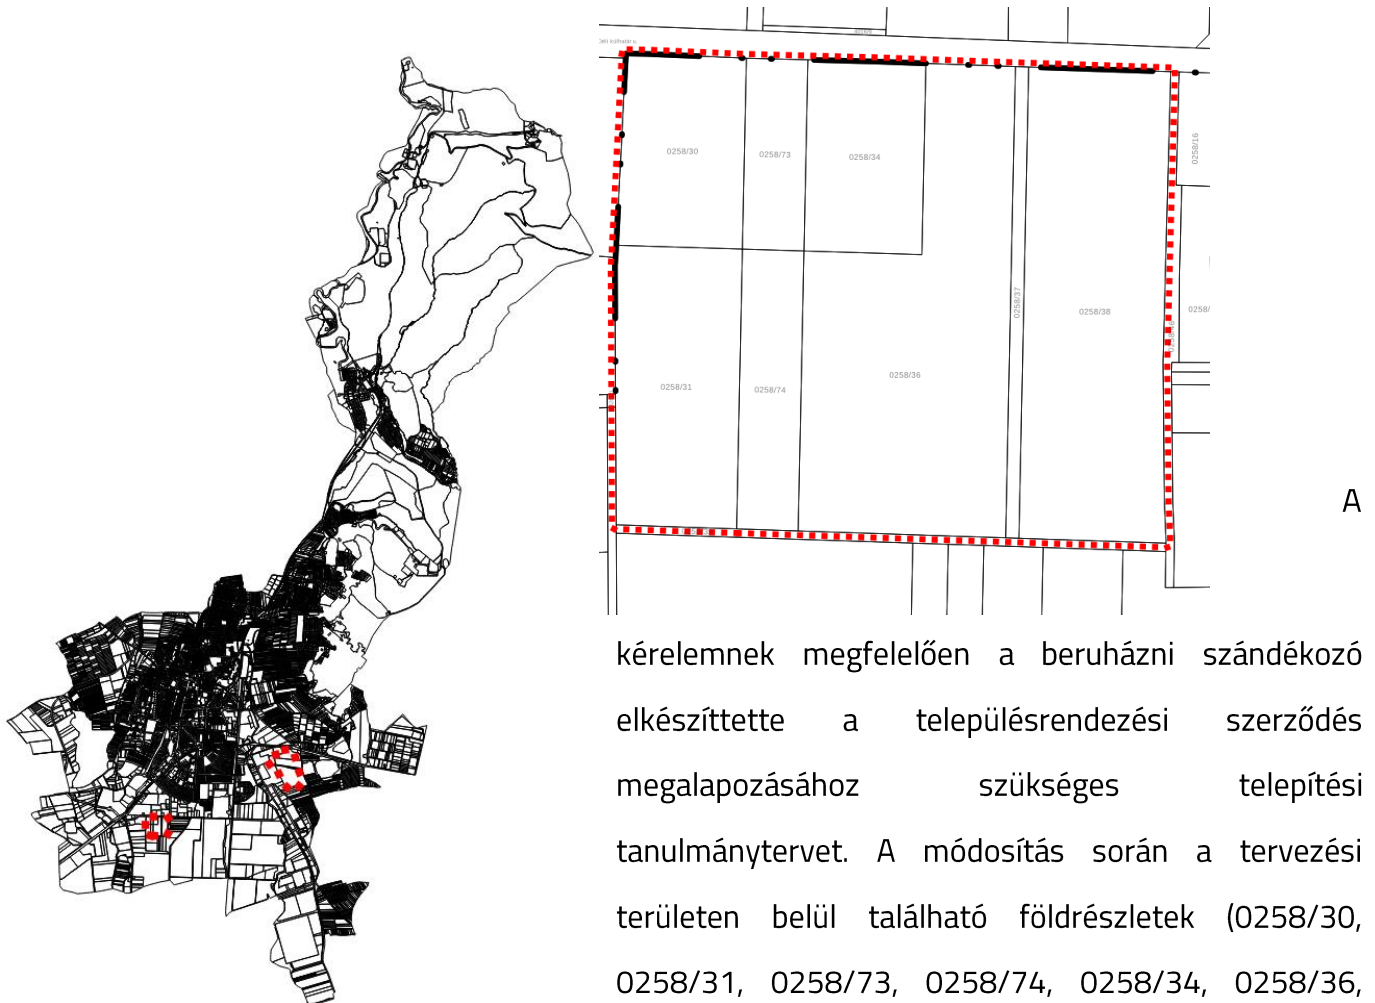 0258/30
0258/73
0258/34
0258/16
0258/37
0258/38
0258/
0258/31
0258/74
0258/36
A
kérelemnek megfelelően a beruházni szándékozó
elkészíttette a településrendezési szerződés
megalapozásához szükséges telepítési
tanulmánytervet. A módosítás során a tervezési
területen belül található földrészletek (0258/30,
0258/31, 0258/73, 0258/74, 0258/34, 0258/36,